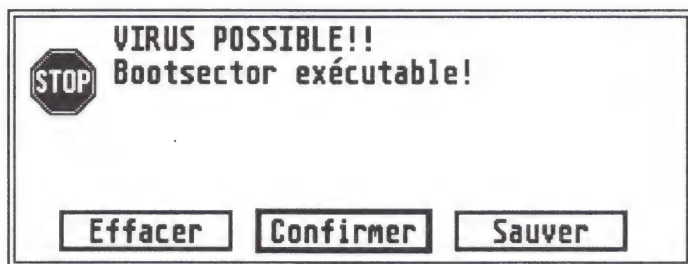 VIRUS POSSIBLE!!
STOP
Bootsector exécutable!
Effacer Confirmer Sauver